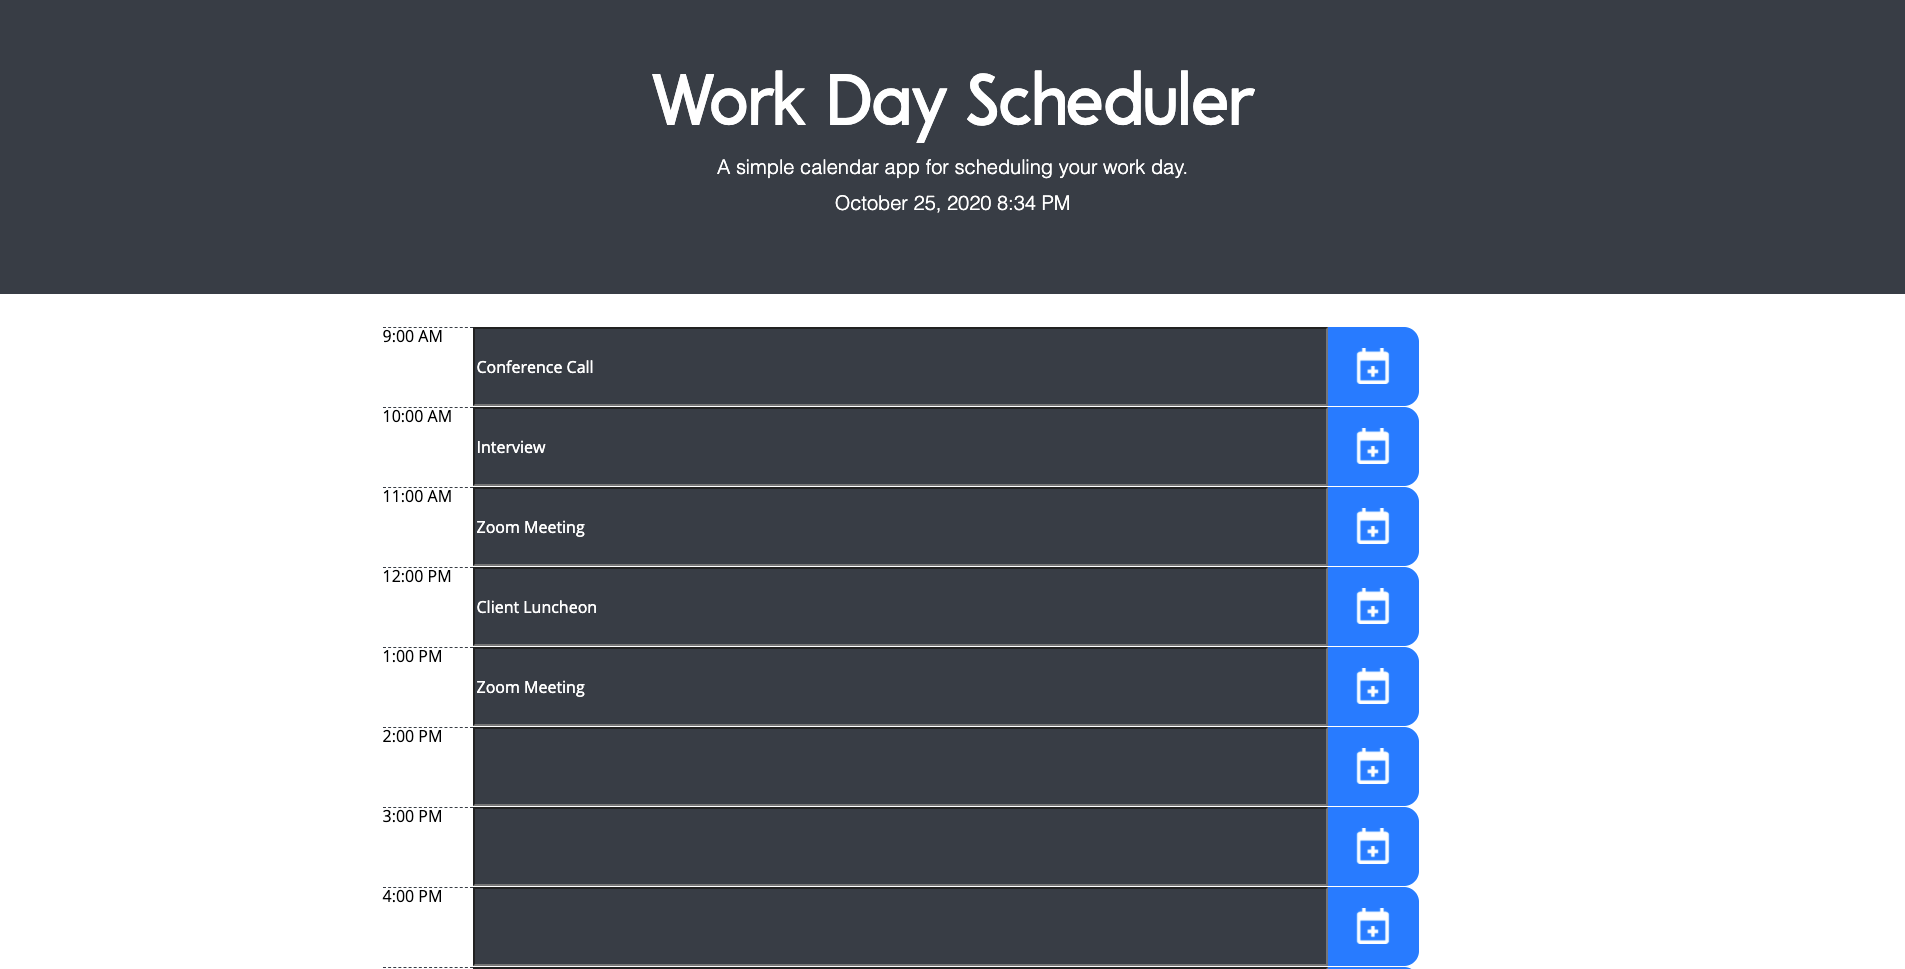 Work Day Scheduler
A simple calendar app for scheduling your work day.
October 25, 2020 8:34 PM
9:00 AM
Conference Call
10:00 AM
Interview
11:00 AM
Zoom Meeting
12:00 PM
Client Luncheon
1:00 PM
Zoom Meeting
2:00 PM
3:00 PM
4:00 PM